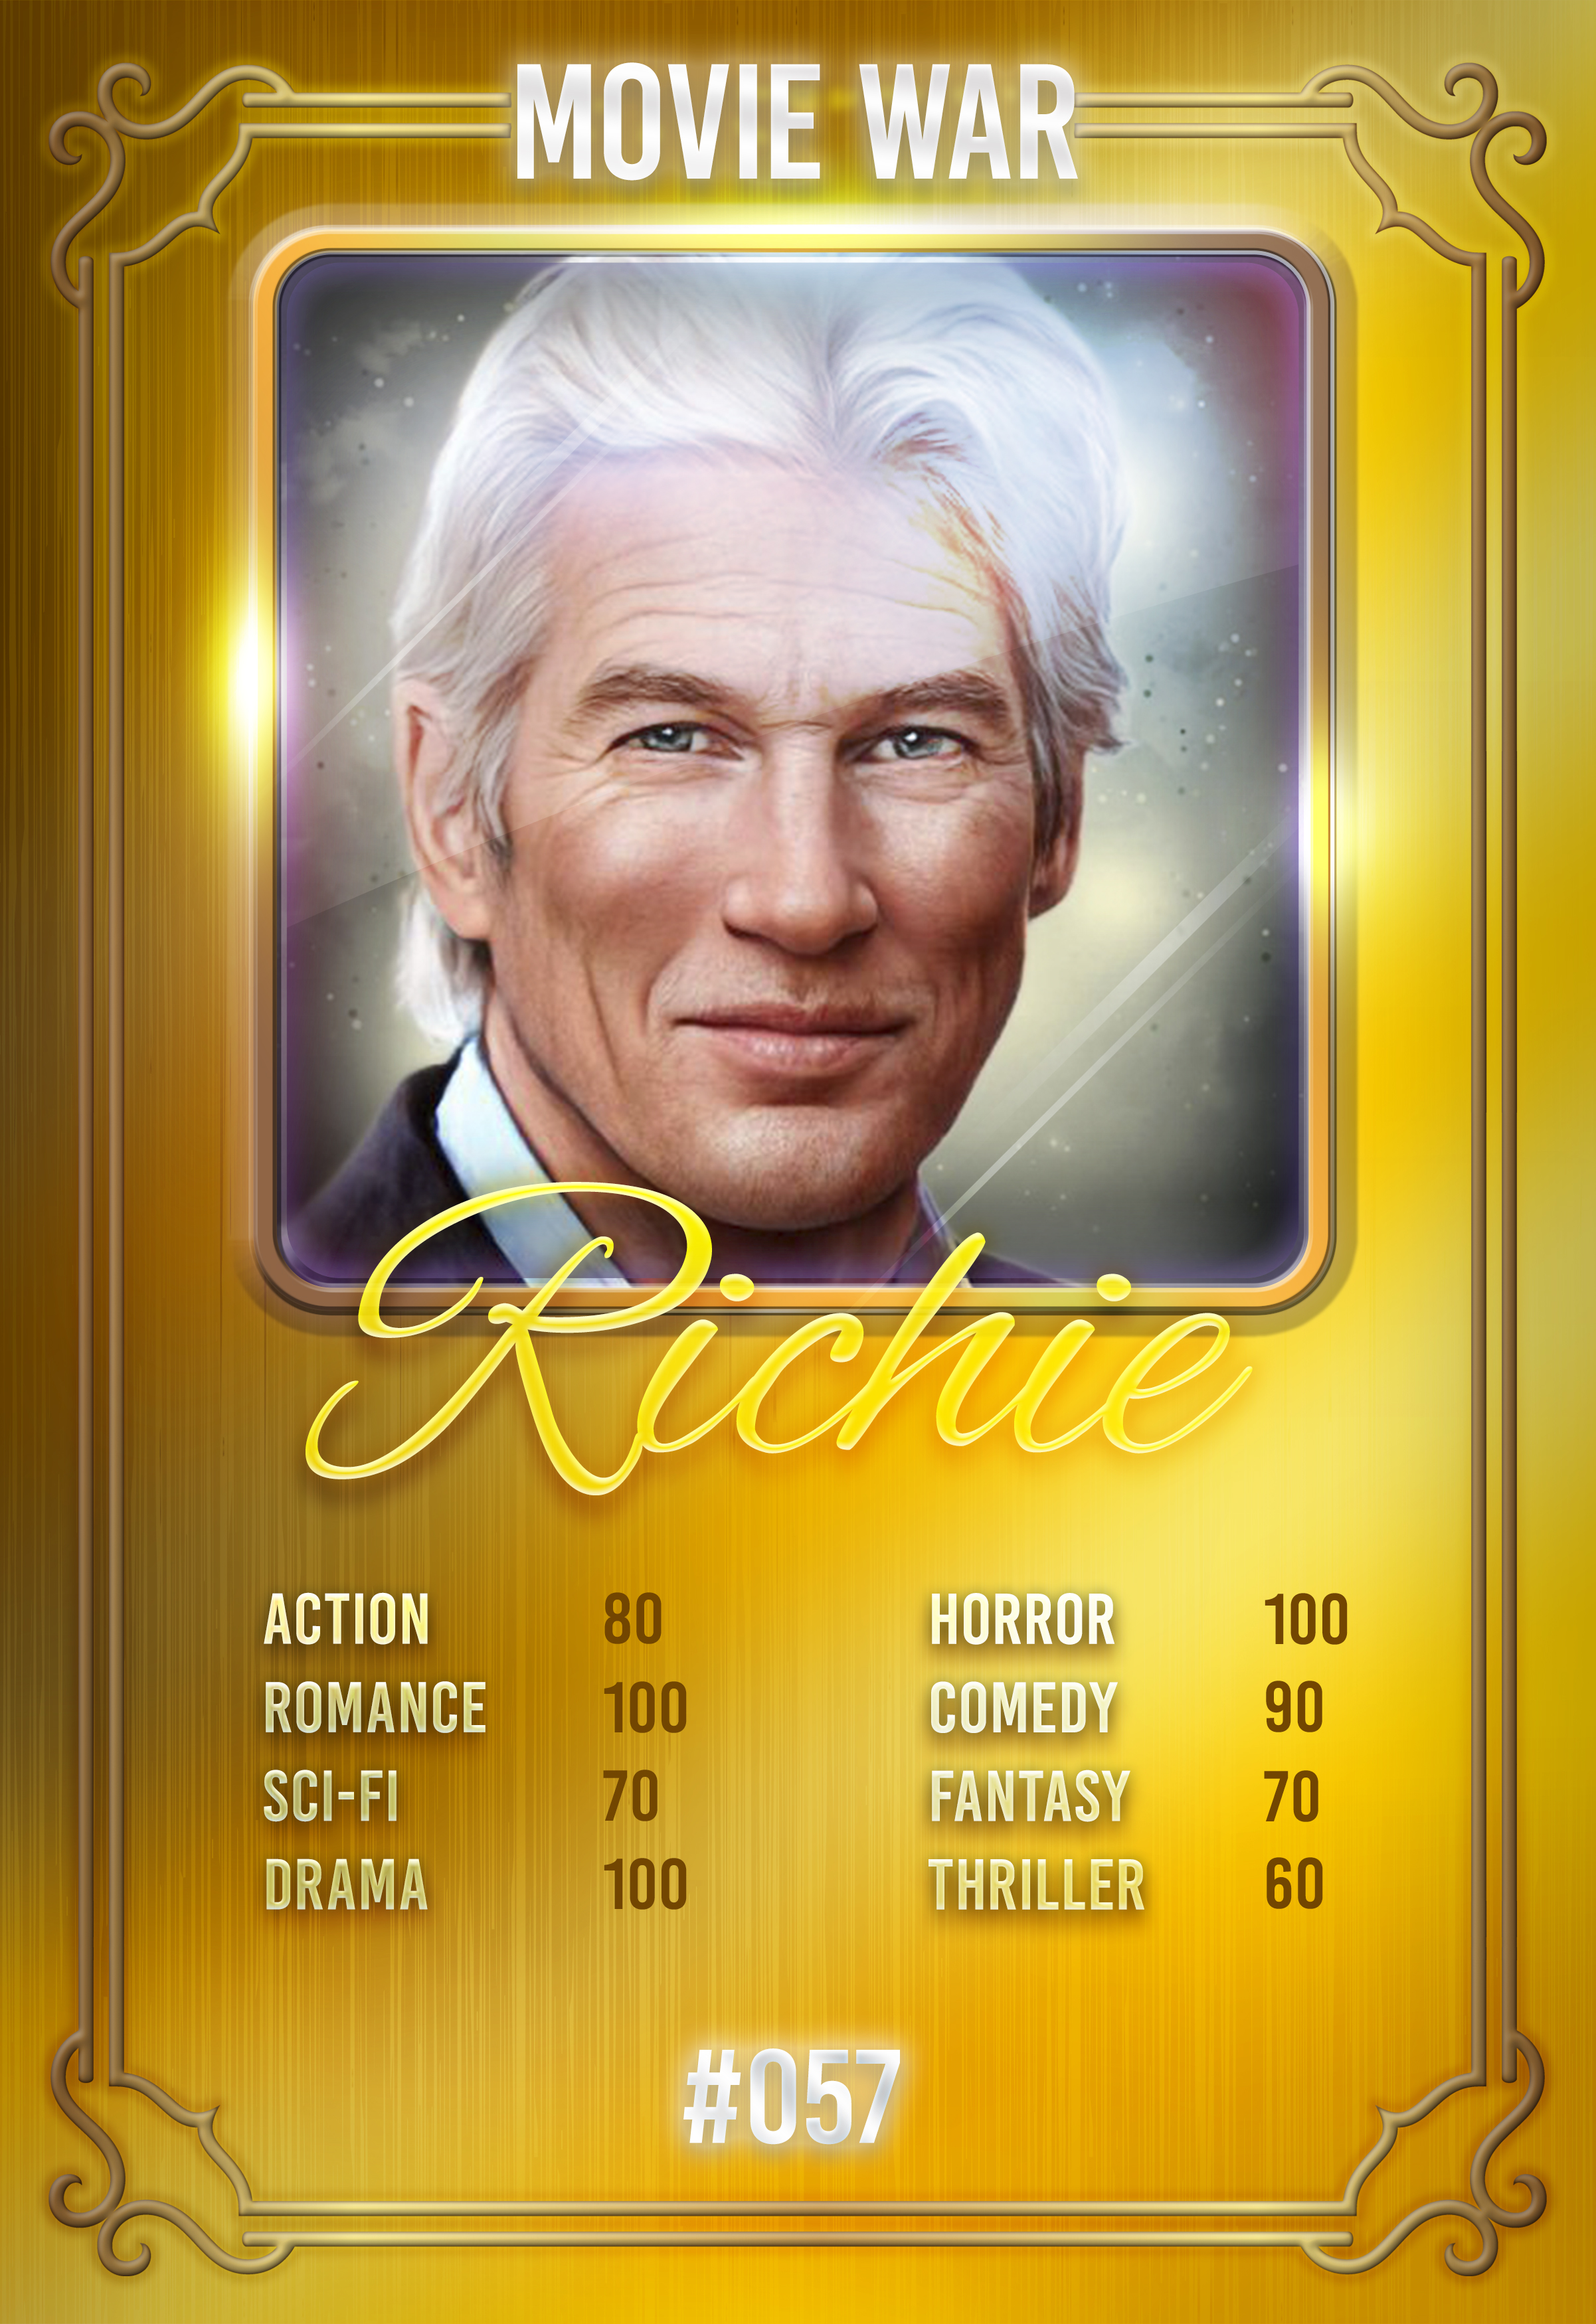 MOVIE WAR
Richie
ACTION 80 HORROR 100
ROMANCE 100 COMEDY 90
SCI-FI 70 FANTASY 70
DRAMA 100 THRILLER 60
#057